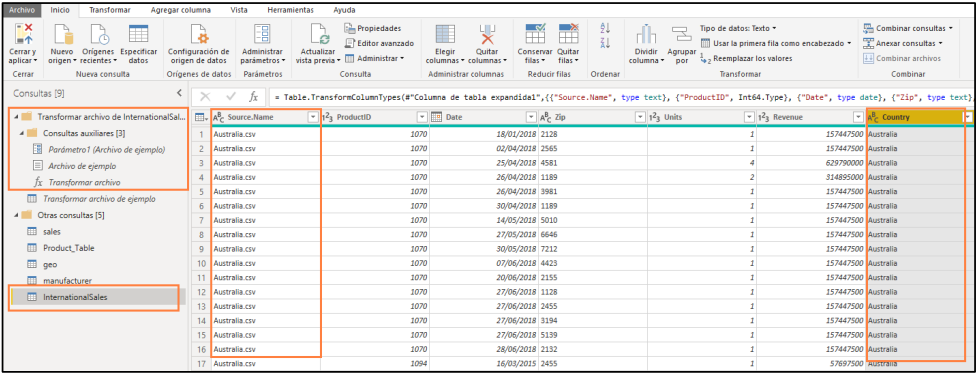 Archivo Inicio Transformar Agregar columna Vista Herramientas Ayuda
Cerrar y aplicar
Nuevo origen
Orígenes recientes
Especificar datos
Configuración de origen de datos
Administrar parámetros
Actualizar vista previa
Propiedades
Editor avanzado
Administrar
Elegir columnas
Quitar columnas
Conservar filas
Quitar filas
Dividir columna
Agrupar por
Tipo de datos: Texto
Usar la primera fila como encabezado
Reemplazar los valores
Combinar consultas
Anexar consultas
Combinar archivos
Cerrar Nueva consulta Orígenes de datos Parámetros Consulta Administrar columnas Reducir filas Ordenar Transformar Combinar
Consultas [9]
Transformar archivo de InternationalSal...
Consultas auxiliares [3]
Parámetro1 (Archivo de ejemplo)
Archivo de ejemplo
fx Transformar archivo
Transformar archivo de ejemplo
Otras consultas [5]
sales
Product_Table
geo
manufacturer
InternationalSales
fx = Table.TransformColumnTypes(#"Columna de tabla expandida1",{{"Source.Name", type text}, {"ProductID", Int64.Type}, {"Date", type date}, {"Zip", type text},
ABC Source.Name 123 ProductID Date ABC Zip 123 Units 123 Revenue ABC Country
1 Australia.csv 1070 18/01/2018 2128 1 157447500 Australia
2 Australia.csv 1070 02/04/2018 2565 1 157447500 Australia
3 Australia.csv 1070 25/04/2018 4581 4 629790000 Australia
4 Australia.csv 1070 26/04/2018 1189 2 314895000 Australia
5 Australia.csv 1070 26/04/2018 3981 1 157447500 Australia
6 Australia.csv 1070 30/04/2018 1189 1 157447500 Australia
7 Australia.csv 1070 14/05/2018 5010 1 157447500 Australia
8 Australia.csv 1070 27/05/2018 6646 1 157447500 Australia
9 Australia.csv 1070 30/05/2018 7212 1 157447500 Australia
10 Australia.csv 1070 07/06/2018 4423 1 157447500 Australia
11 Australia.csv 1070 20/06/2018 2155 1 157447500 Australia
12 Australia.csv 1070 27/06/2018 1128 1 157447500 Australia
13 Australia.csv 1070 27/06/2018 2455 1 157447500 Australia
14 Australia.csv 1070 27/06/2018 3194 1 157447500 Australia
15 Australia.csv 1070 27/06/2018 5139 1 157447500 Australia
16 Australia.csv 1070 28/06/2018 2132 1 157447500 Australia
17 Australia.csv 1094 16/03/2015 2455 1 57697500 Australia